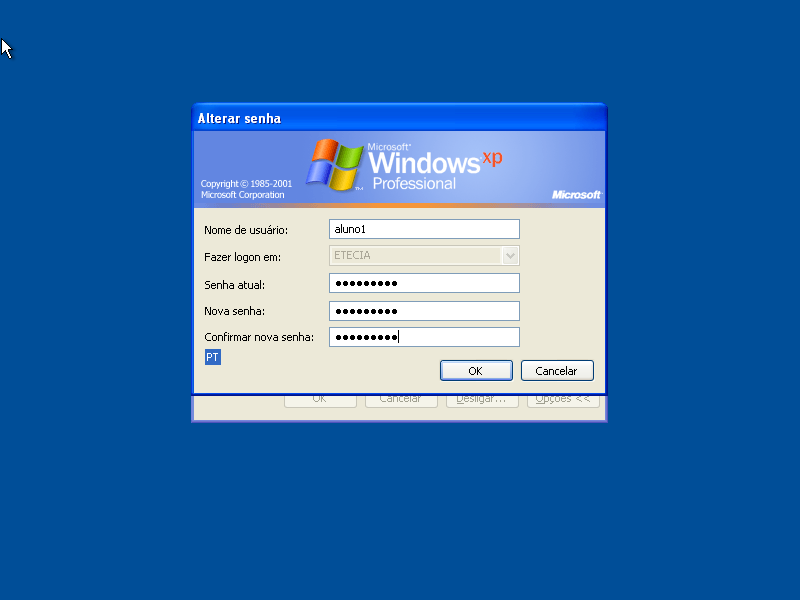 Alterar senha
Microsoft®
Windows xp
Professional
TM
Copyright © 1985-2001
Microsoft Corporation
Microsoft
Nome de usuário:
aluno1
Fazer logon em:
ETECIA
Senha atual:
●●●●●●●●●
Nova senha:
●●●●●●●●●
Confirmar nova senha:
●●●●●●●●●
PT
OK Cancelar
OK Cancelar Desligar... Opções <<